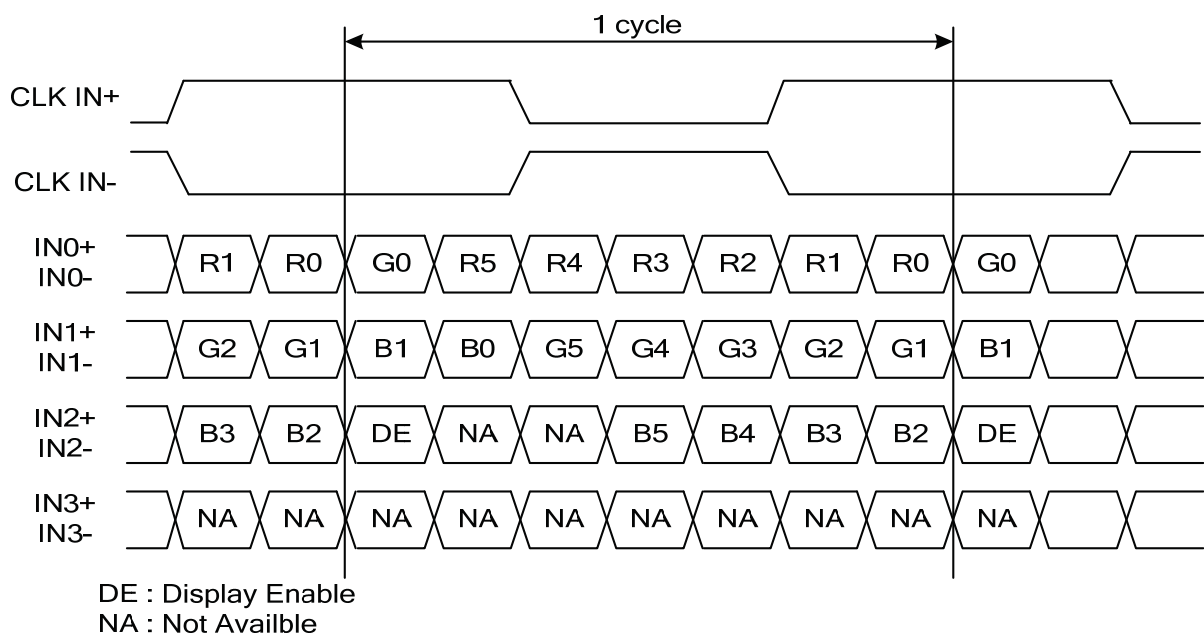 1 cycle
CLK IN+
CLK IN-
IN0+
IN0-
R1 R0 G0 R5 R4 R3 R2 R1 R0 G0
IN1+
IN1-
G2 G1 B1 B0 G5 G4 G3 G2 G1 B1
IN2+
IN2-
B3 B2 DE NA NA B5 B4 B3 B2 DE
IN3+
IN3-
NA NA NA NA NA NA NA NA NA NA
DE : Display Enable
NA : Not Availble